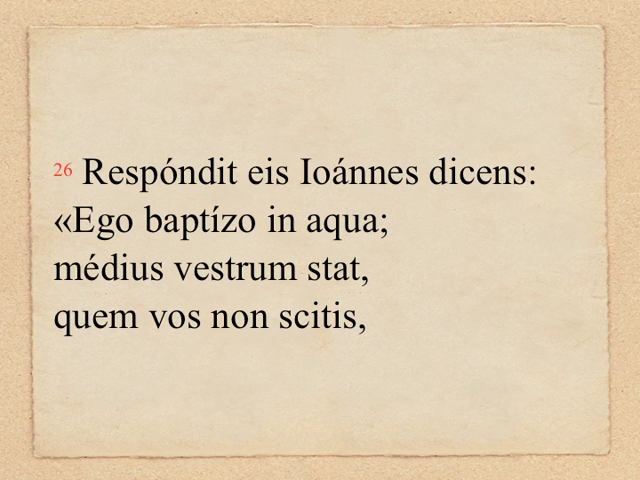 26 Respóndit eis Ioánnes dicens:
«Ego baptízo in aqua;
médius vestrum stat,
quem vos non scitis,